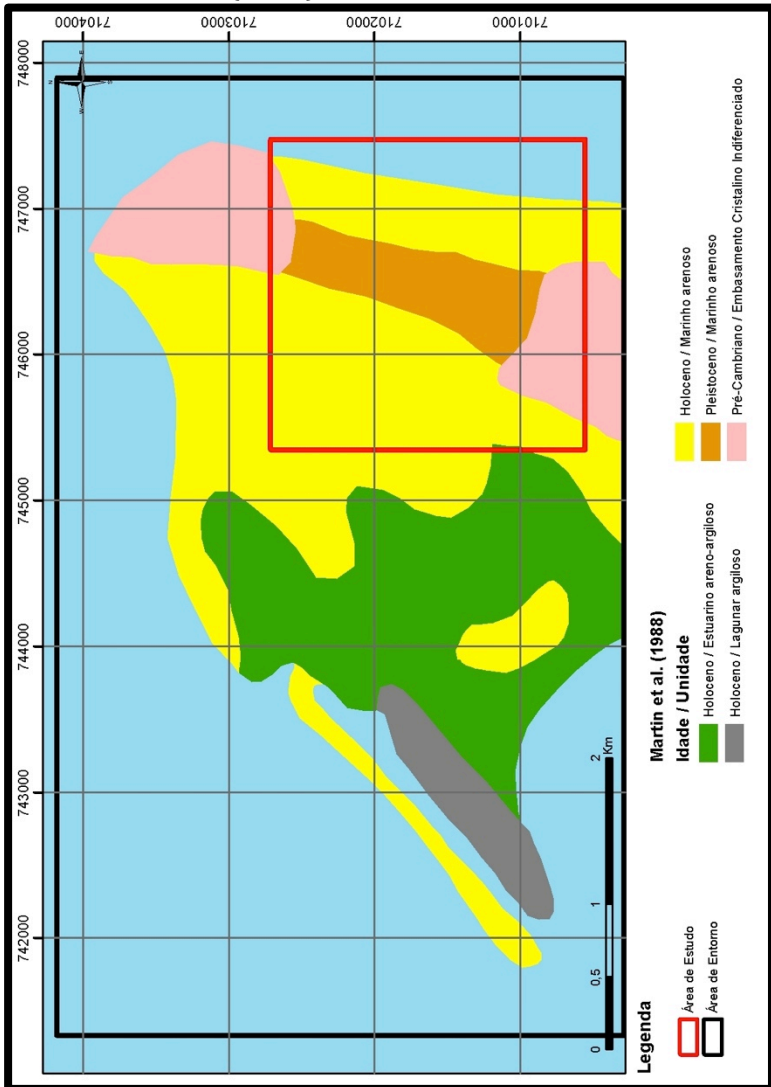 7104000
7103000
7102000
7101000
748000
747000
746000
745000
744000
743000
742000
N
E
S
W
0
0,5
1
2
Km
Legenda
Área de Estudo
Área de Entorno
Martin et al. (1988)
Idade / Unidade
Holoceno / Estuarino areno-argiloso
Holoceno / Lagunar argiloso
Holoceno / Marinho arenoso
Pleistoceno / Marinho arenoso
Pré-Cambriano / Embasamento Cristalino Indiferenciado